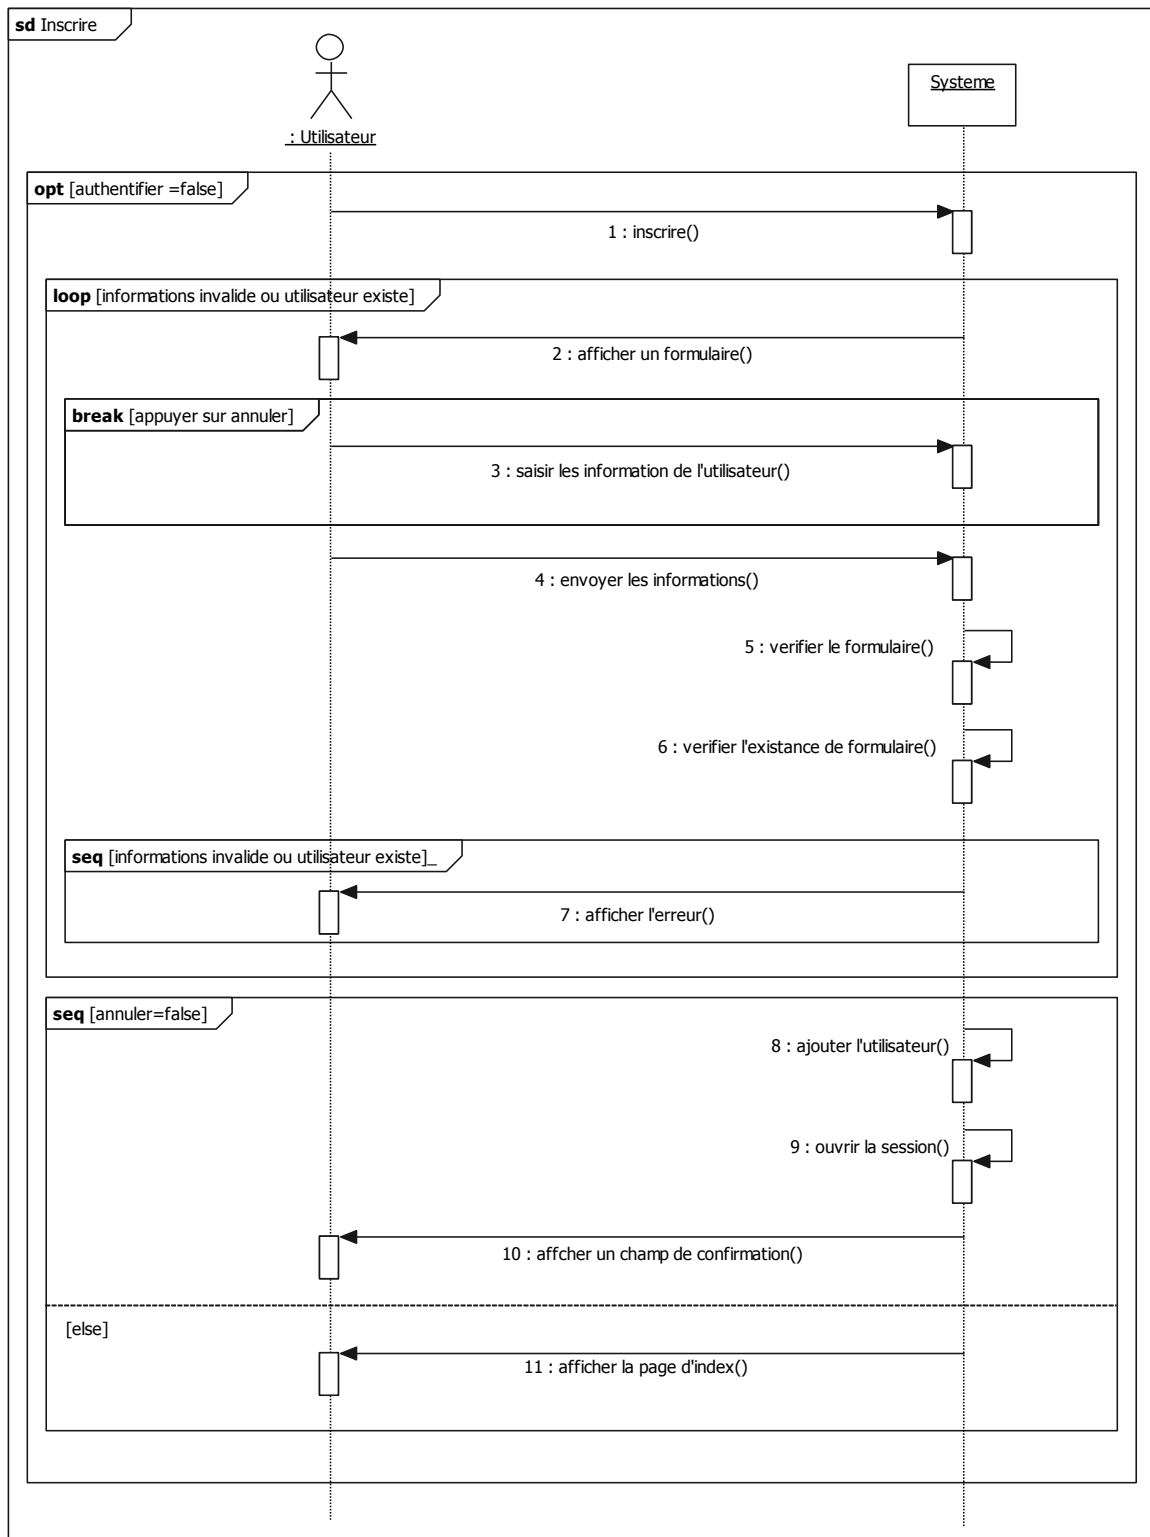 sd Inscrire
Systeme
: Utilisateur
opt [authentifier =false]
1 : inscrire()
loop [informations invalide ou utilisateur existe]
2 : afficher un formulaire()
break [appuyer sur annuler]
3 : saisir les information de l'utilisateur()
4 : envoyer les informations()
5 : verifier le formulaire()
6 : verifier l'existance de formulaire()
seq [informations invalide ou utilisateur existe]_
7 : afficher l'erreur()
seq [annuler=false]
8 : ajouter l'utilisateur()
9 : ouvrir la session()
10 : affcher un champ de confirmation()
[else]
11 : afficher la page d'index()